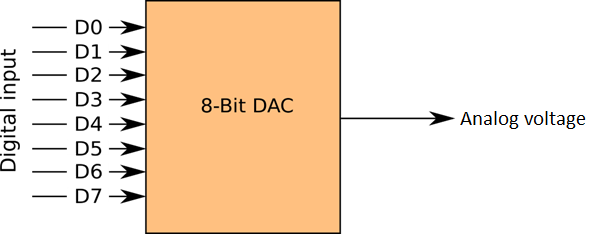 Digital input
D0
D1
D2
D3
D4
D5
D6
D7
8-Bit DAC
Analog voltage